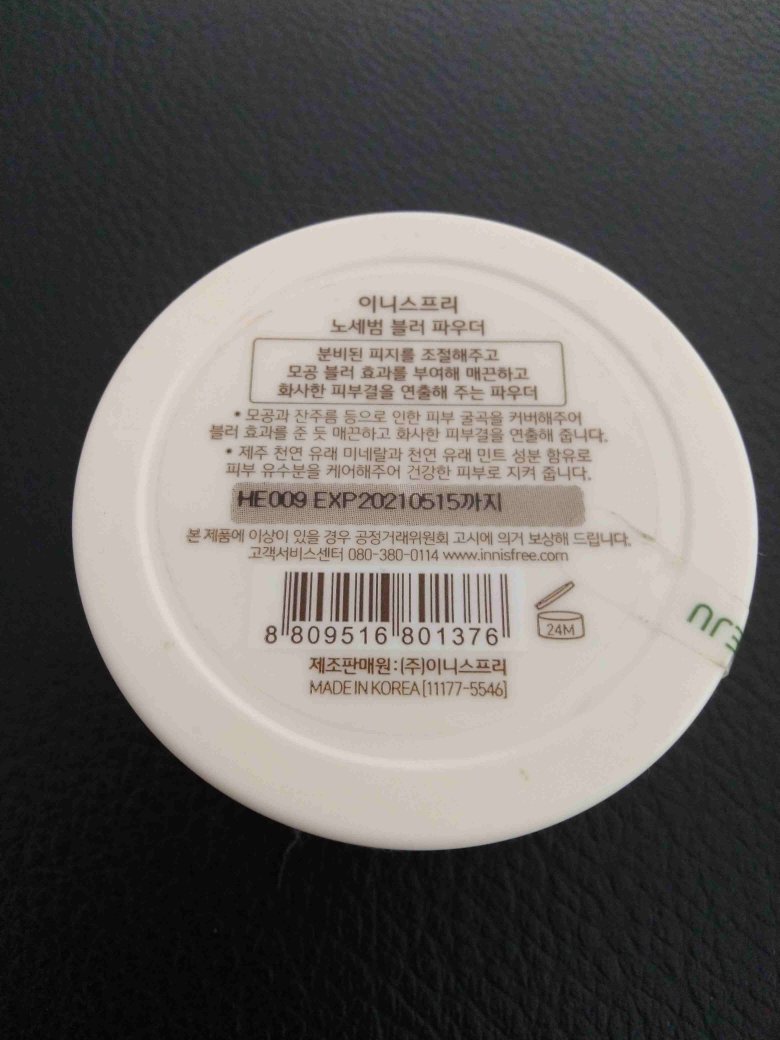 이니스프리
노세범 블러 파우더
분비된 피지를 조절해주고
모공 블러 효과를 부여해 매끈하고
화사한 피부결을 연출해 주는 파우더
• 모공과 잔주름 등으로 인한 피부 굴곡을 커버해주어
블러 효과를 준 듯 매끈하고 화사한 피부결을 연출해 줍니다.
• 제주 천연 유래 미네랄과 천연 유래 민트 성분 함유로
피부 유수분을 케어해주어 건강한 피부로 지켜 줍니다.
HE009 EXP20210515까지
본 제품에 이상이 있을 경우 공정거래위원회 고시에 의거 보상해 드립니다.
고객서비스센터 080-380-0114 www.innisfree.com
8 809516 801376
24M
제조판매원:(주)이니스프리
MADE IN KOREA [11177-5546]